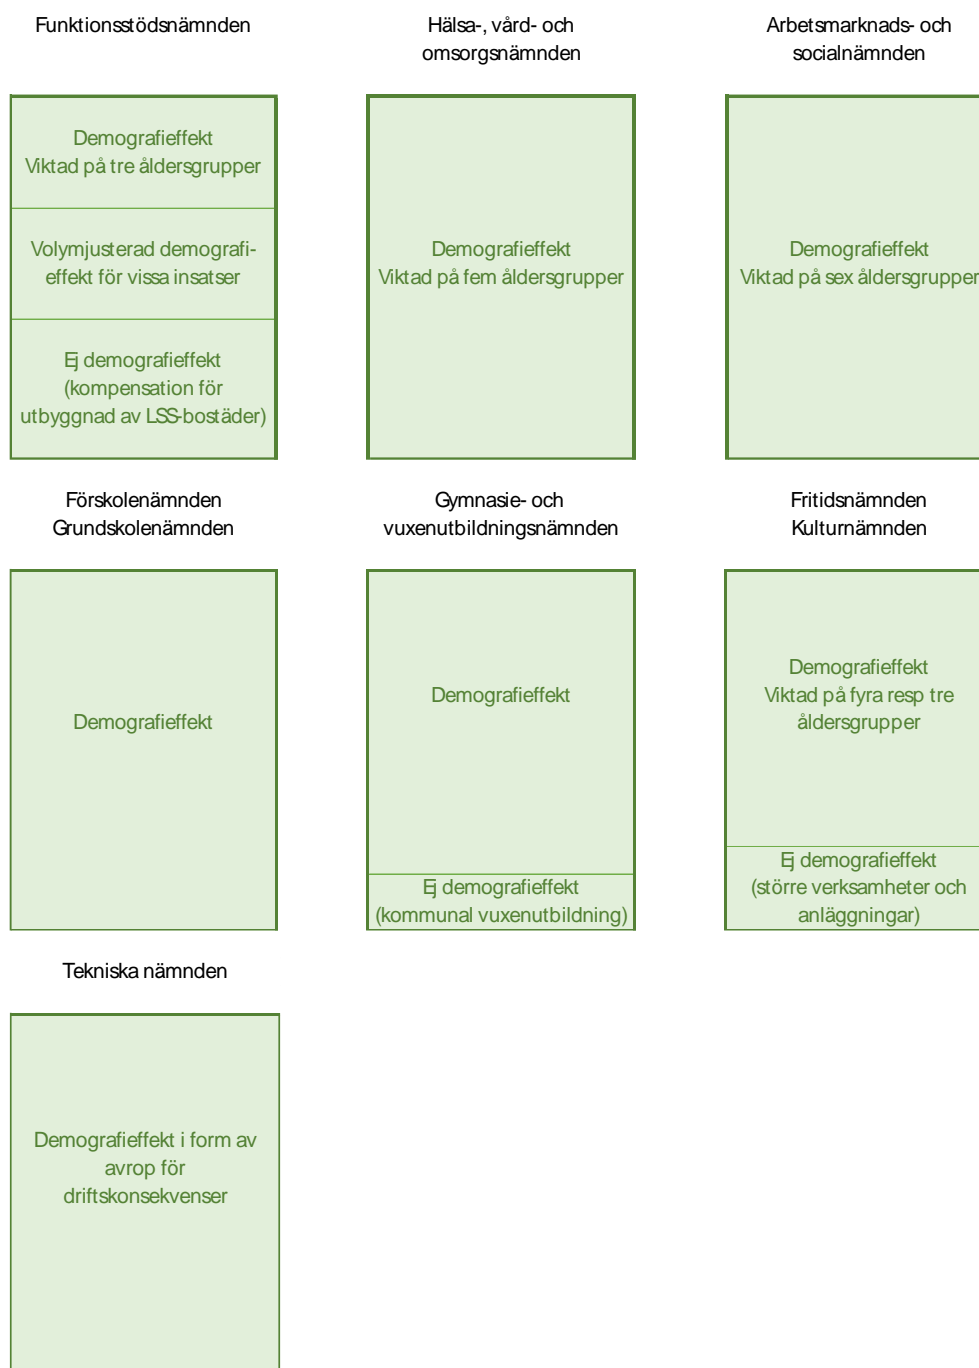 Funktionsstödsnämnden
Demografieffekt
Viktad på tre åldersgrupper
Volymjusterad demografi-
effekt för vissa insatser
Ej demografieffekt
(kompensation för
utbyggnad av LSS-bostäder)
Hälsa-, vård- och
omsorgsnämnden
Demografieffekt
Viktad på fem åldersgrupper
Arbetsmarknads- och
socialnämnden
Demografieffekt
Viktad på sex åldersgrupper
Förskolenämnden
Grundskolenämnden
Demografieffekt
Gymnasie- och
vuxenutbildningsnämnden
Demografieffekt
Ej demografieffekt
(kommunal vuxenutbildning)
Fritidsnämnden
Kulturnämnden
Demografieffekt
Viktad på fyra resp tre
åldersgrupper
Ej demografieffekt
(större verksamheter och
anläggningar)
Tekniska nämnden
Demografieffekt i form av
avrop för
driftskonsekvenser